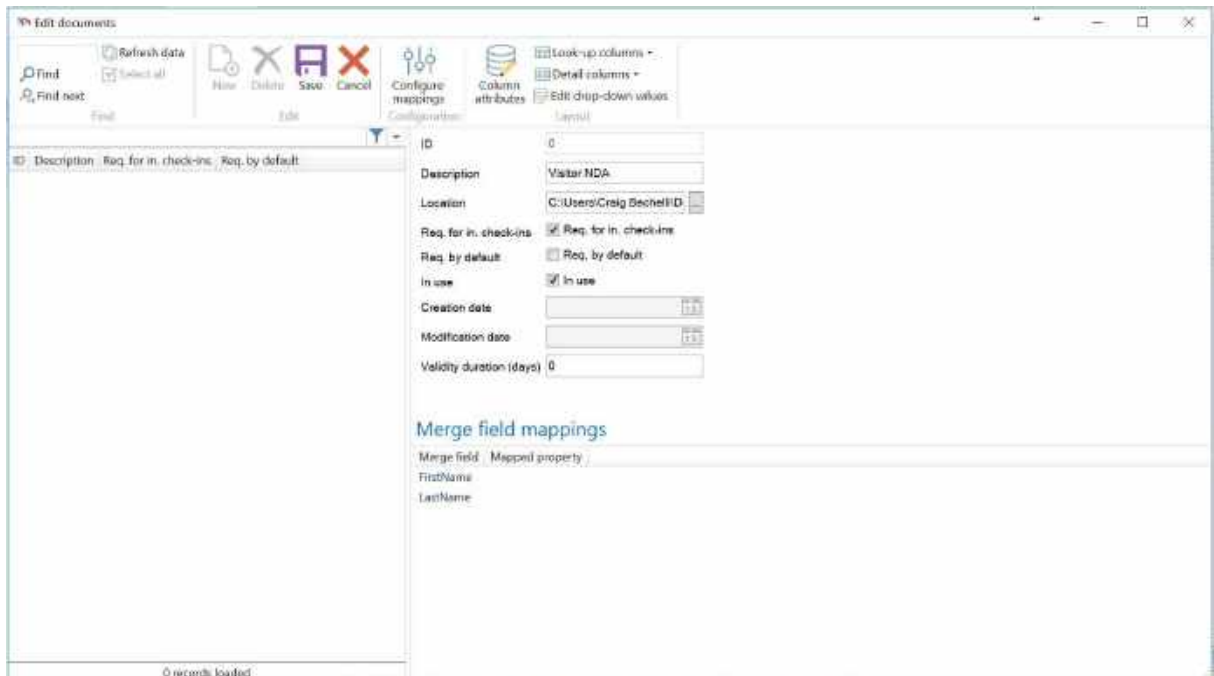 Edit documents
Find
Find next
Refresh data
Select all
Find
New
Delete
Save
Cancel
Edit
Configure mappings
Configuration
Column attributes
Look-up columns
Detail columns
Edit drop-down values
Layout
ID Description Req. for in. check-ins Req. by default
0 records loaded
ID 0
Description Visitor NDA
Location C:\Users\Craig Bechelli\D ...
Req. for in. check-ins Req. for in. check-ins
Req. by default Req. by default
In use In use
Creation date
Modification date
Validity duration (days) 0
Merge field mappings
Merge field Mapped property
FirstName
LastName